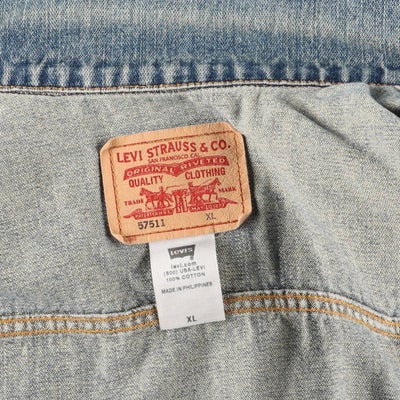 LEVI STRAUSS & CO.
SAN FRANCISCO CAL.
ORIGINAL RIVETED
QUALITY CLOTHING
TRADE MARK
57511 XL
Levi's
levi.com
(800) USA-LEVI
100% COTTON
MADE IN PHILIPPINES
XL